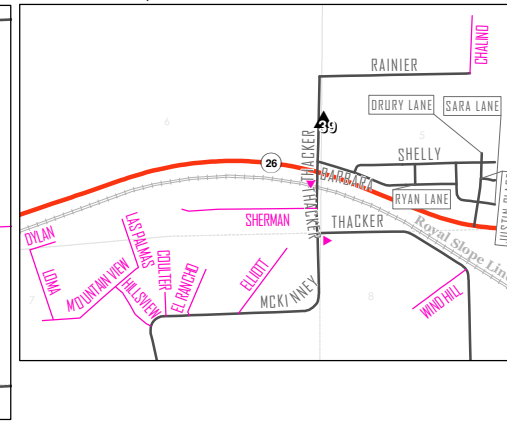 CHALINO
RAINIER
DRURY LANE
SARA LANE
6
39
5
THACKER
SHELLY
26
BARBARA
RYAN LANE
THACKER
SHERMAN
THACKER
Royal Slope Line
DYLAN
LAS PALMAS
LOMA
MOUNTAIN VIEW
HILLSVIEW
COULTER
EL RANCHO
ELIOTT
MCKINNEY
WIND HILL
7
8